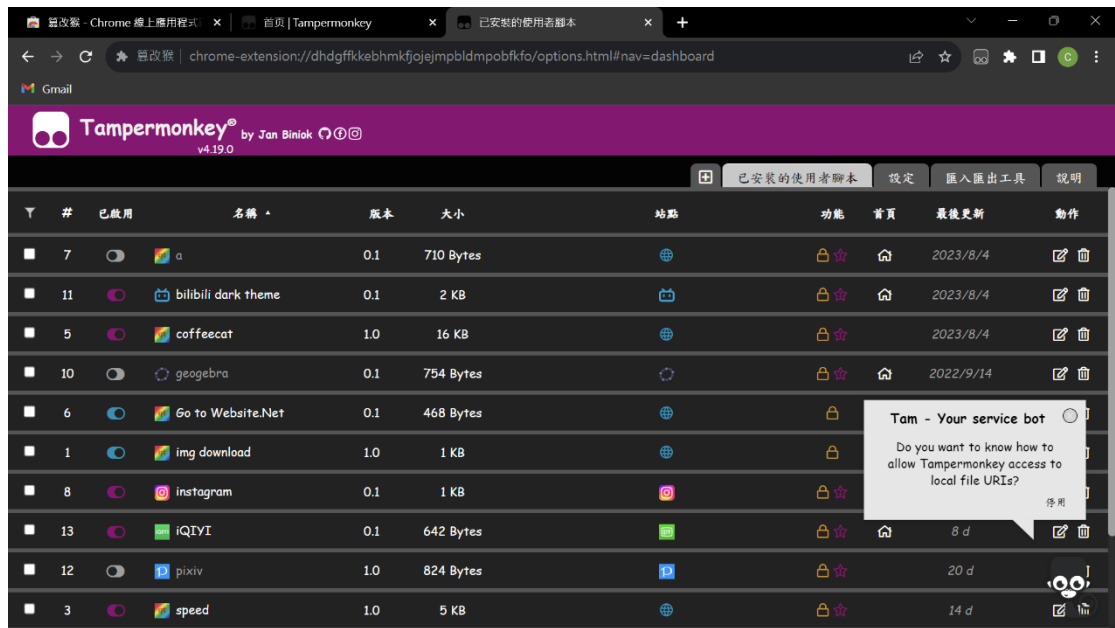 篡改猴 - Chrome 線上應用程式
首页 | Tampermonkey
已安裝的使用者腳本
篡改猴 | chrome-extension://dhdgffkkebhmkfjojejmpbldmpobfkfo/options.html#nav=dashboard
C
Gmail
Tampermonkey® by Jan Biniok
v4.19.0
已安裝的使用者腳本 設定 匯入匯出工具 說明
# 已啟用 名稱 版本 大小 站點 功能 首頁 最後更新 動作
7 a 0.1 710 Bytes 2023/8/4
11 bilibili dark theme 0.1 2 KB 2023/8/4
5 coffeecat 1.0 16 KB 2023/8/4
10 geogebra 0.1 754 Bytes 2022/9/14
6 Go to Website.Net 0.1 468 Bytes
1 img download 1.0 1 KB
8 instagram 0.1 1 KB
13 iQIYI 0.1 642 Bytes 8 d
12 pixiv 1.0 824 Bytes 20 d
3 speed 1.0 5 KB 14 d
Tam - Your service bot
Do you want to know how to
allow Tampermonkey access to
local file URIs?
停用